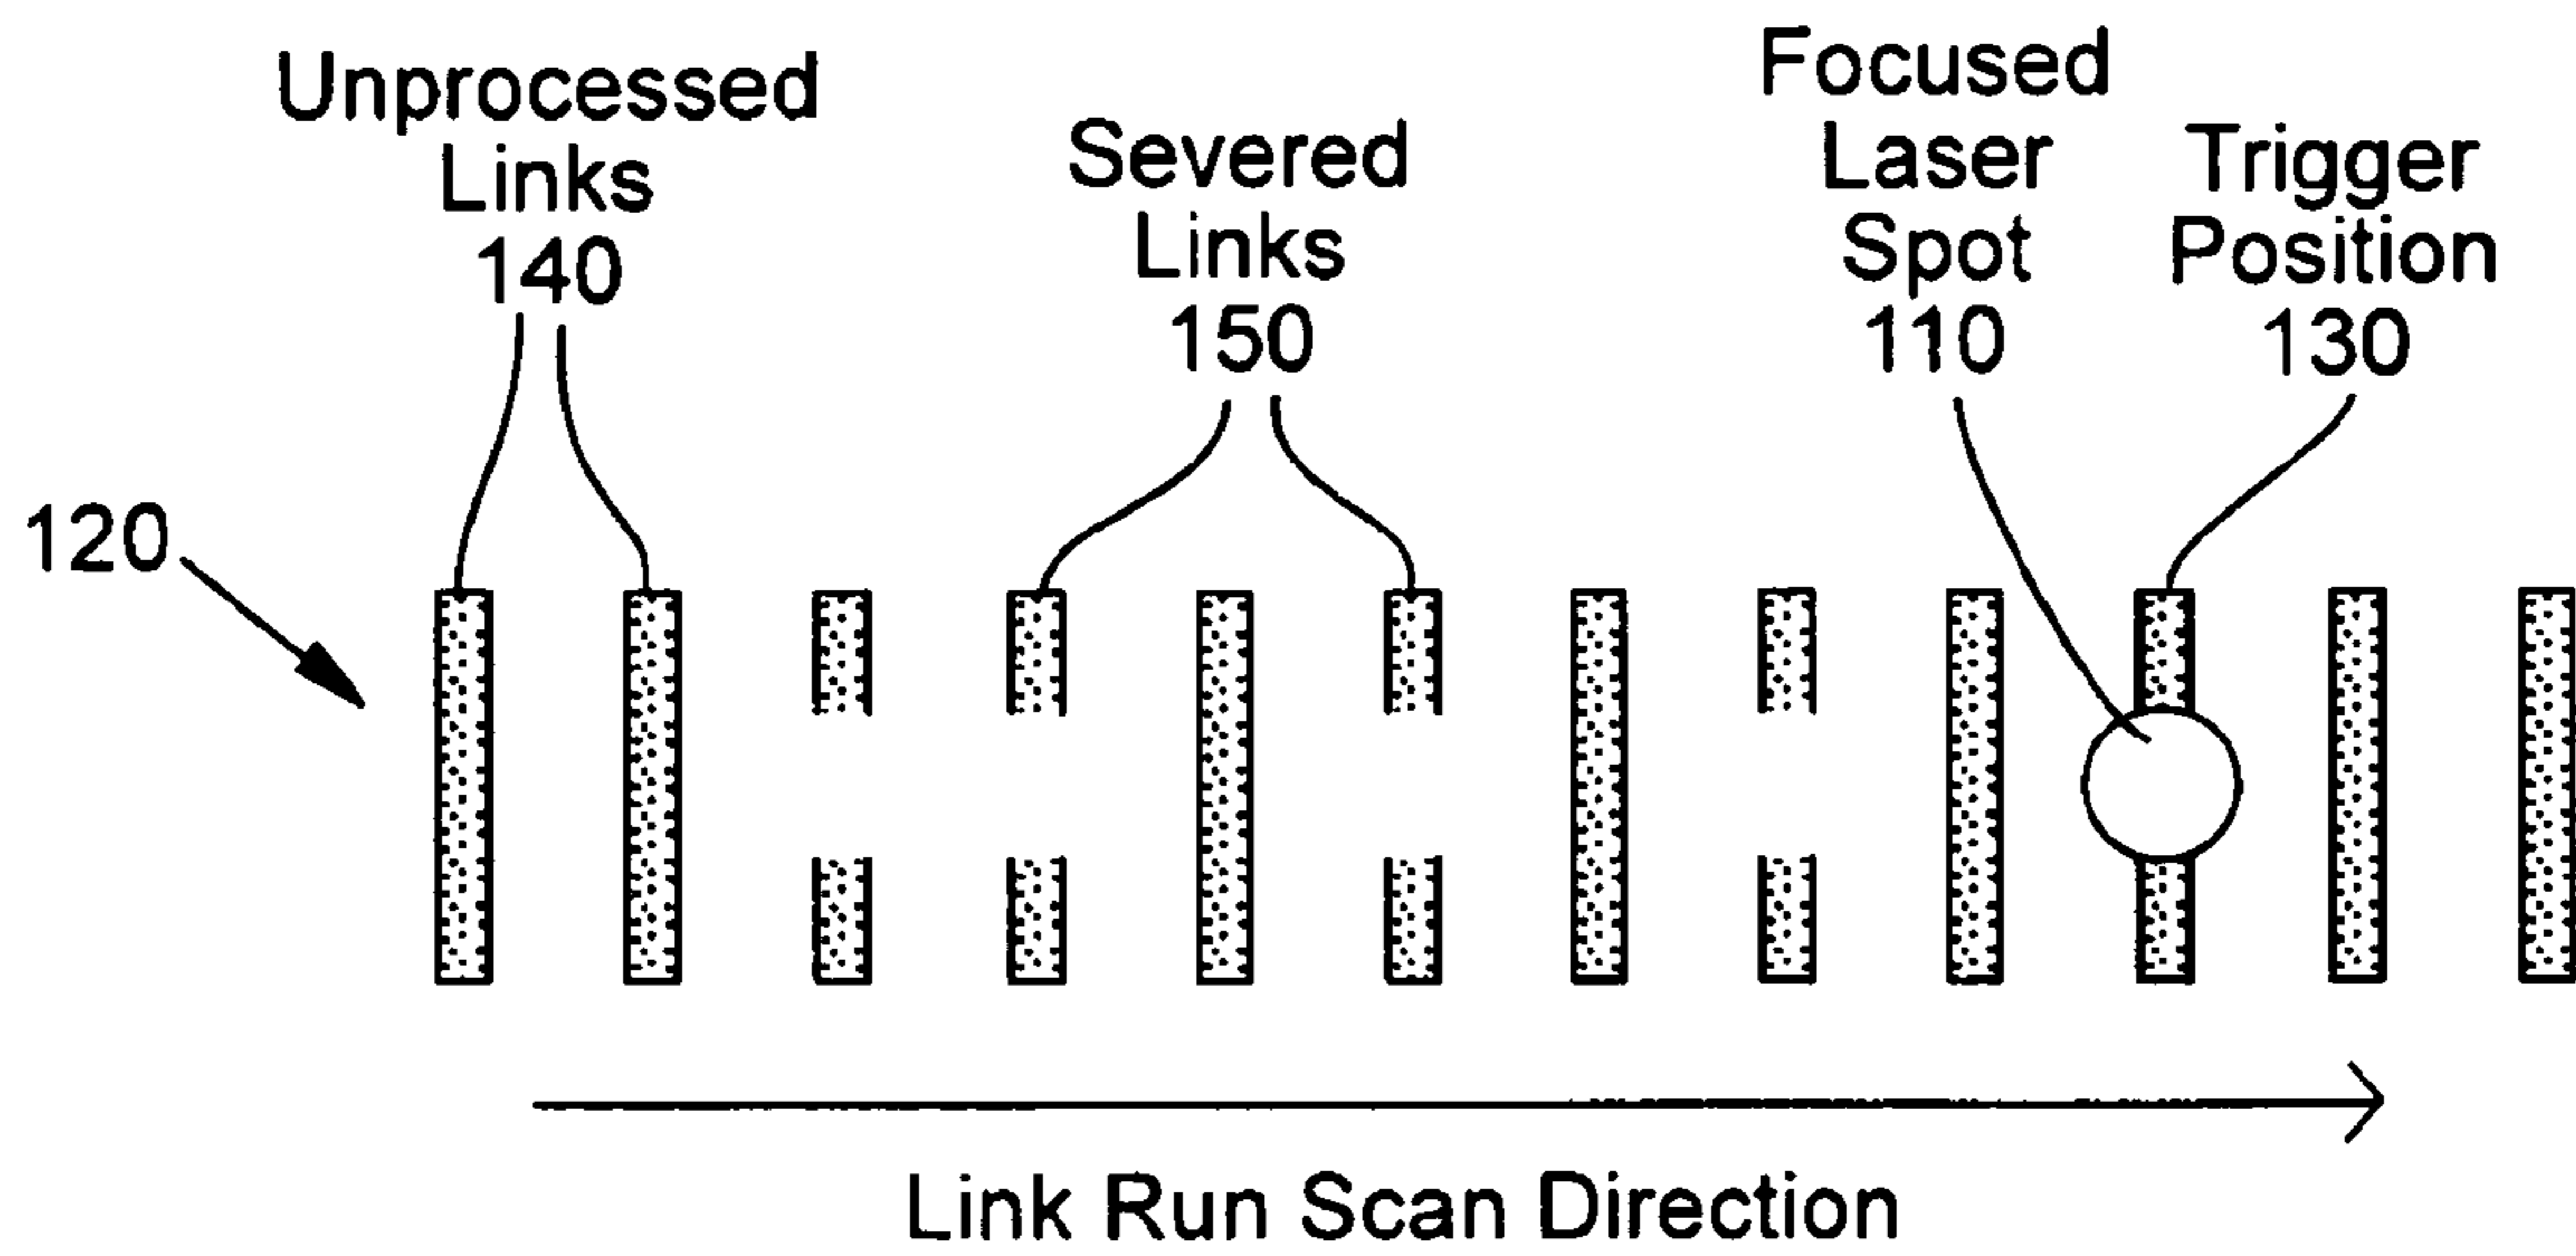 Unprocessed
Links
140
Severed
Links
150
Focused
Laser
Spot
110
Trigger
Position
130
120
Link Run Scan Direction